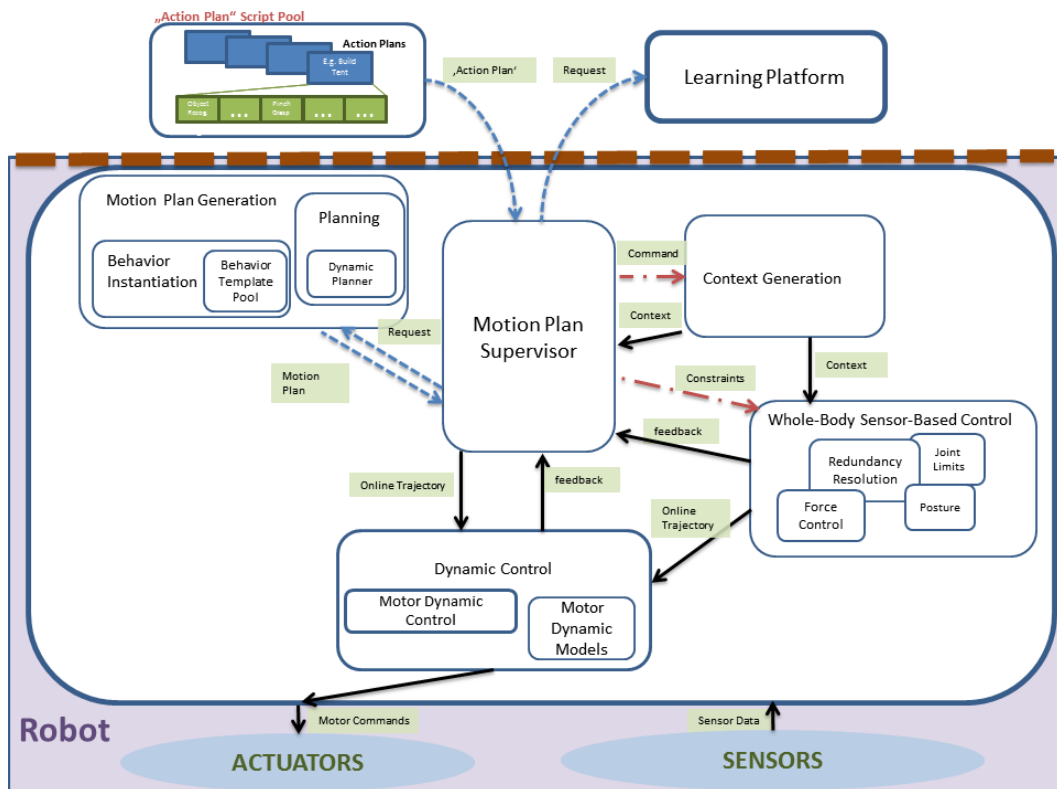 „Action Plan“ Script Pool
Action Plans
E.g. Build
Tent
Object
Recog.
...
Pinch
Grasp
...
...
„Action Plan‘
Request
Learning Platform
Motion Plan Generation
Planning
Dynamic
Planner
Behavior
Instantiation
Behavior
Template
Pool
Request
Motion
Plan
Motion Plan
Supervisor
Command
Context Generation
Context
Context
Constraints
Whole-Body Sensor-Based Control
Redundancy
Resolution
Joint
Limits
Force
Control
Posture
feedback
Online Trajectory
feedback
Online
Trajectory
Dynamic Control
Motor Dynamic
Control
Motor
Dynamic
Models
Motor Commands
Sensor Data
Robot
ACTUATORS
SENSORS